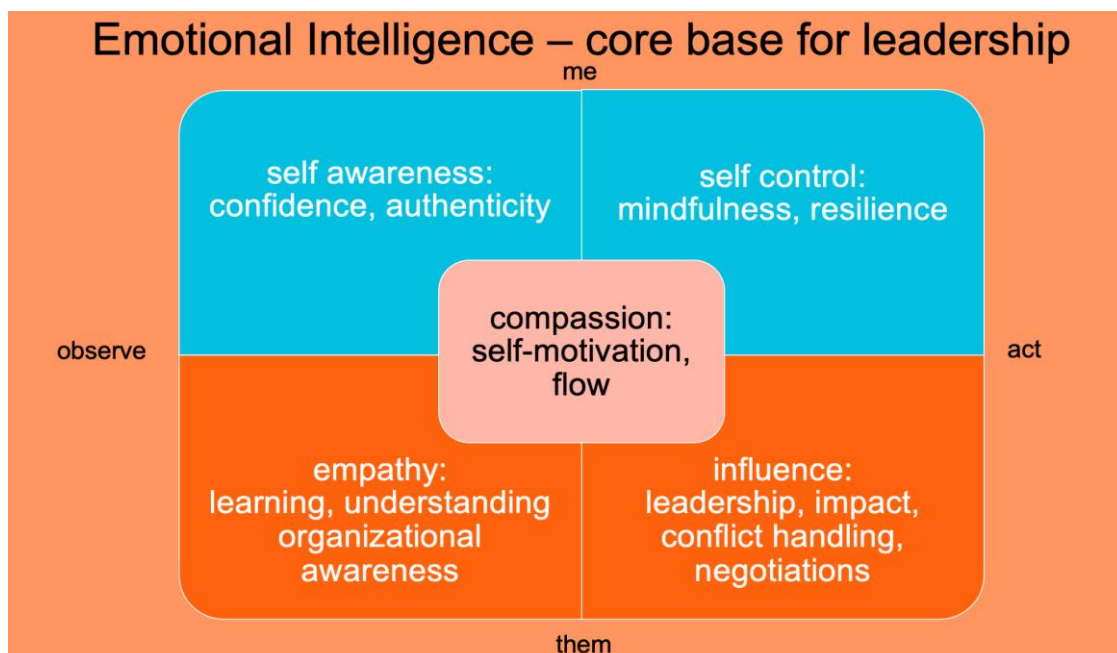 Emotional Intelligence – core base for leadership
me
self awareness:
confidence, authenticity
self control:
mindfulness, resilience
observe
compassion:
self-motivation,
flow
act
empathy:
learning, understanding
organizational
awareness
influence:
leadership, impact,
conflict handling,
negotiations
them